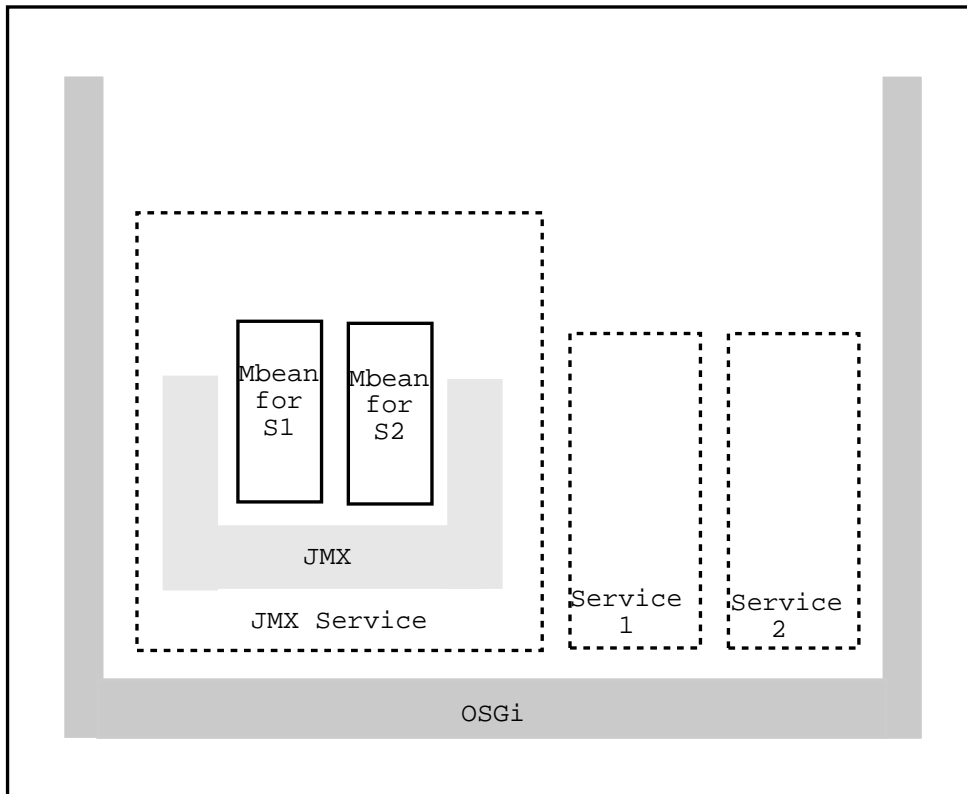 Mbean
for
S1
Mbean
for
S2
JMX
JMX Service
Service
1
Service
2
OSGi